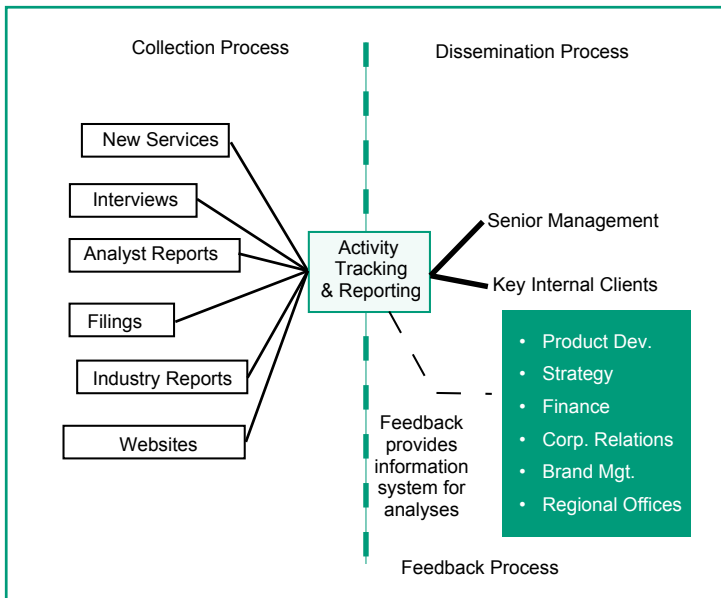 Collection Process
Dissemination Process
New Services
Interviews
Analyst Reports
Filings
Industry Reports
Websites
Activity
Tracking
& Reporting
Senior Management
Key Internal Clients
• Product Dev.
• Strategy
• Finance
• Corp. Relations
• Brand Mgt.
• Regional Offices
Feedback
provides
information
system for
analyses
Feedback Process